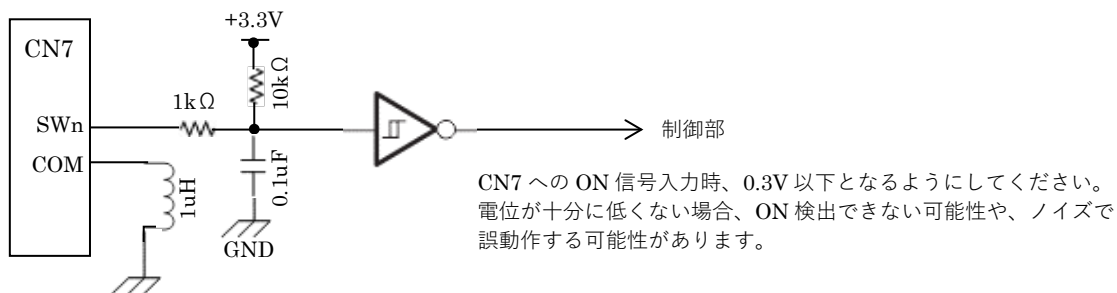 +3.3V
CN7
10kΩ
1kΩ
SWn
制御部
COM
0.1uF
1uH
CN7 への ON 信号入力時、0.3V 以下となるようにしてください。
電位が十分に低くない場合、ON 検出できない可能性や、ノイズで
誤動作する可能性があります。
GND